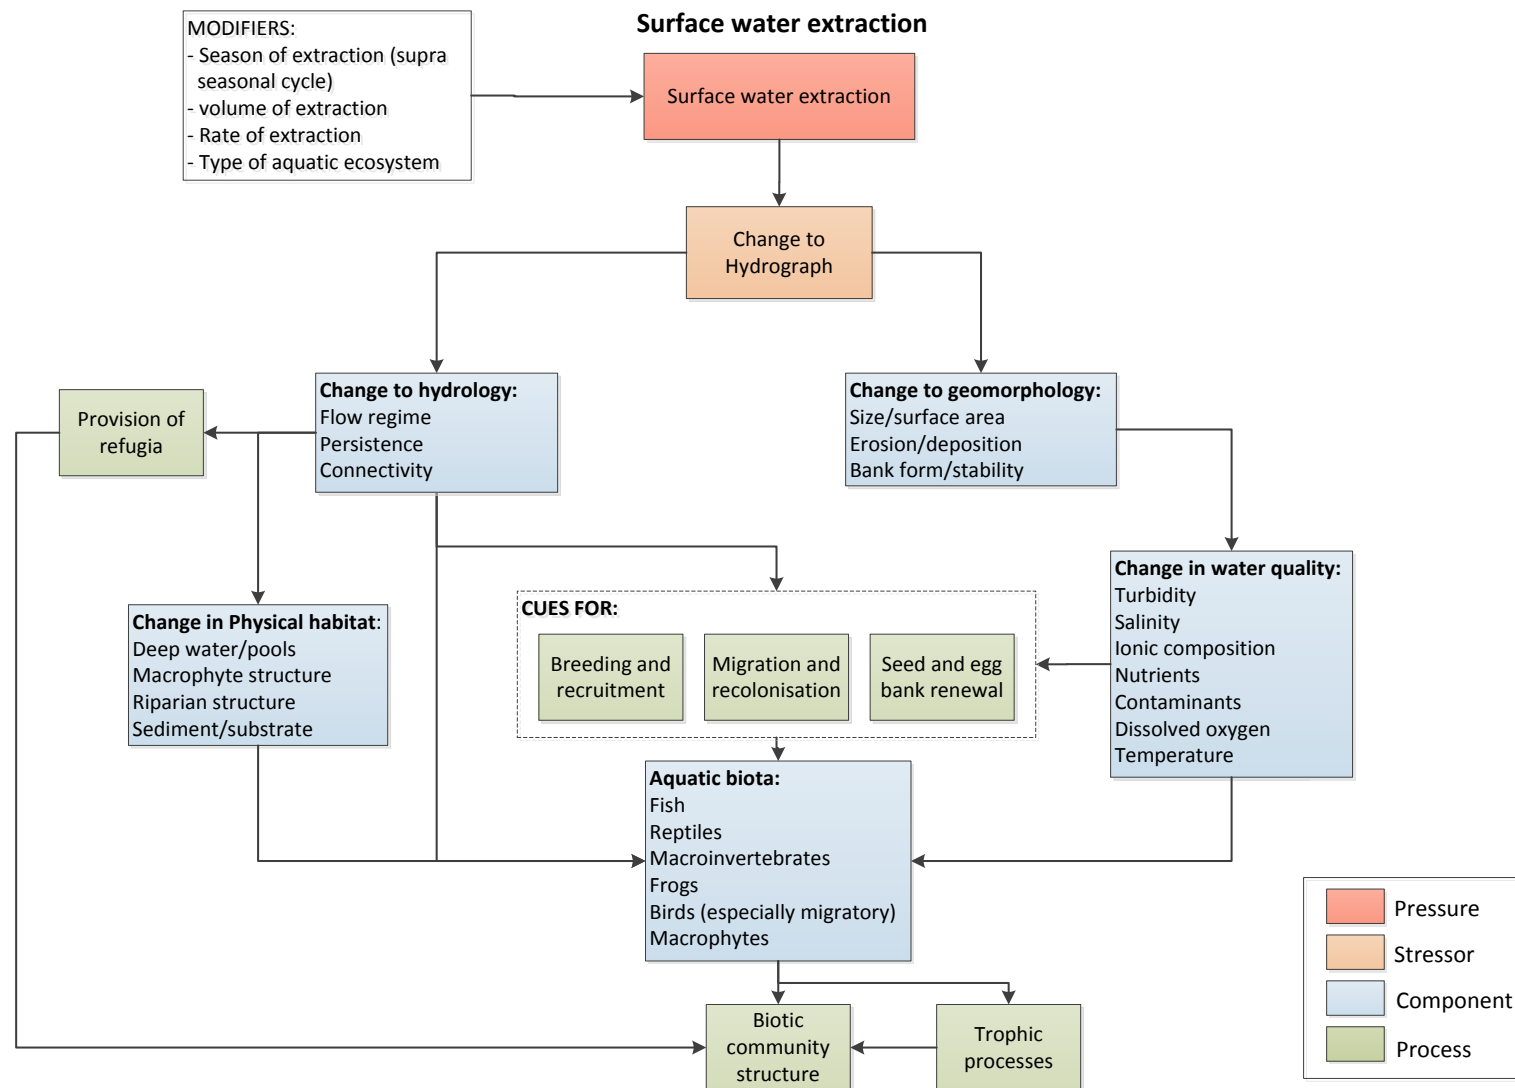 Surface water extraction
MODIFIERS:
- Season of extraction (supra
seasonal cycle)
- volume of extraction
- Rate of extraction
- Type of aquatic ecosystem
Surface water extraction
Change to
Hydrograph
Provision of
refugia
Change to hydrology:
Flow regime
Persistence
Connectivity
Change to geomorphology:
Size/surface area
Erosion/deposition
Bank form/stability
Change in Physical habitat:
Deep water/pools
Macrophyte structure
Riparian structure
Sediment/substrate
CUES FOR:
Breeding and
recruitment
Migration and
recolonisation
Seed and egg
bank renewal
Change in water quality:
Turbidity
Salinity
Ionic composition
Nutrients
Contaminants
Dissolved oxygen
Temperature
Aquatic biota:
Fish
Reptiles
Macroinvertebrates
Frogs
Birds (especially migratory)
Macrophytes
Biotic
community
structure
Trophic
processes
Pressure
Stressor
Component
Process